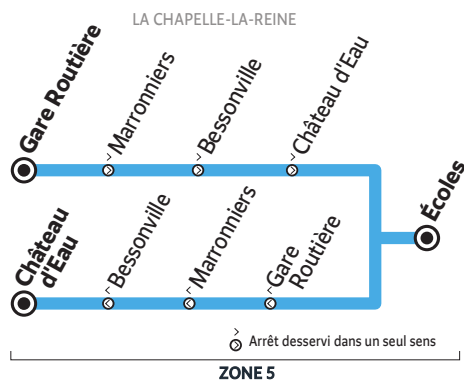 LA CHAPELLE-LA-REINE
Gare Routière
Marronniers
Bessonville
Château d'Eau
Écoles
Château
d'Eau
Bessonville
Marronniers
Gare
Routière
Arrêt desservi dans un seul sens
ZONE 5